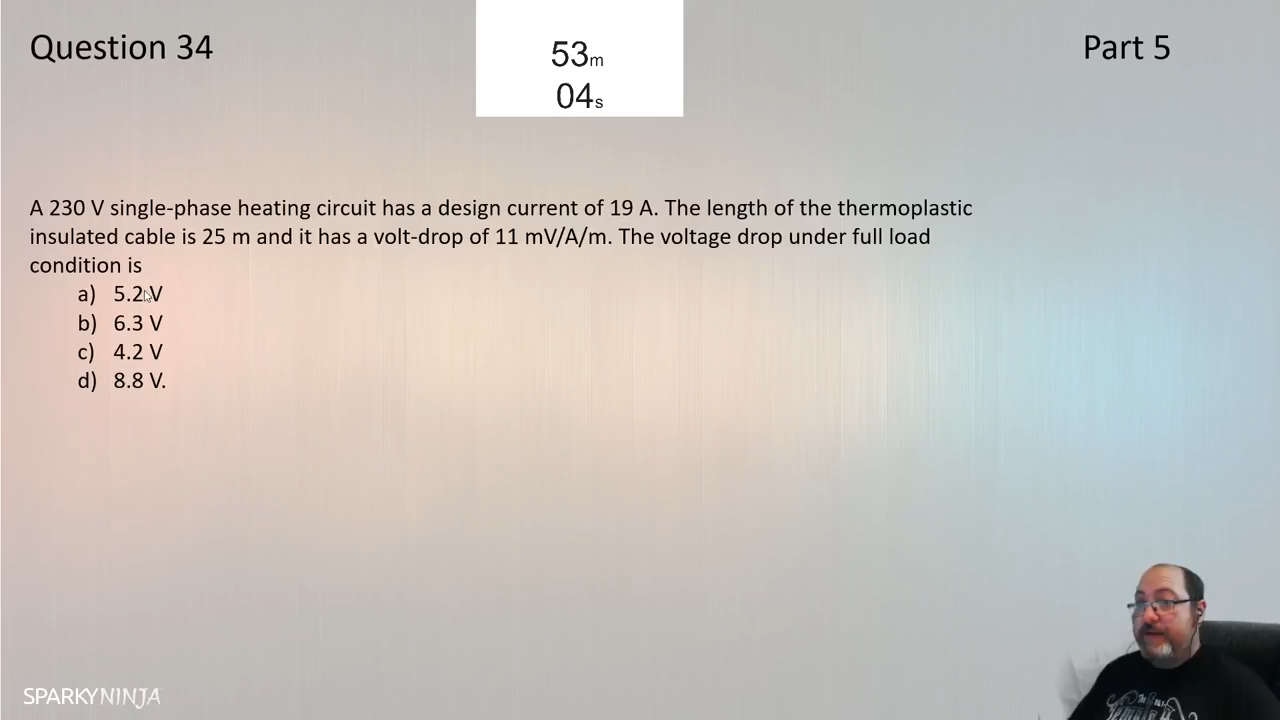 Question 34
53m
04s
Part 5
A 230 V single-phase heating circuit has a design current of 19 A. The length of the thermoplastic
insulated cable is 25 m and it has a volt-drop of 11 mV/A/m. The voltage drop under full load
condition is
a) 5.2 V
b) 6.3 V
c) 4.2 V
d) 8.8 V.
SPARKYNINJA